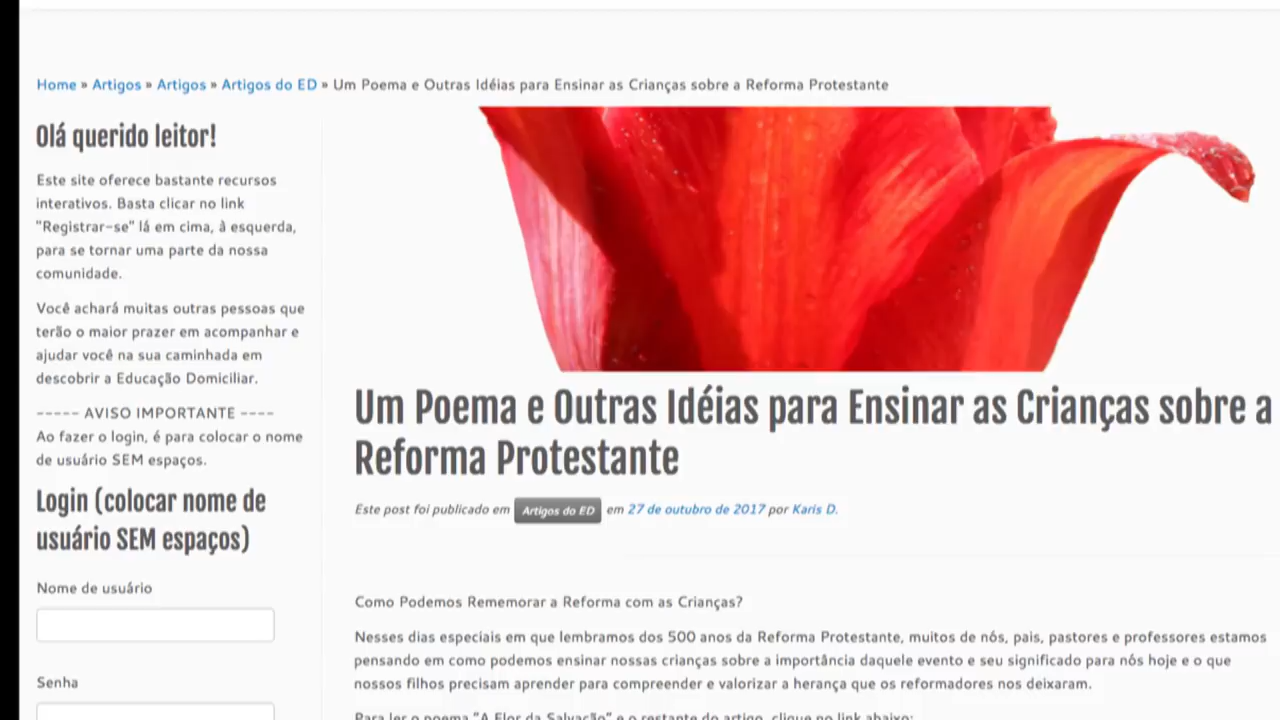 Home » Artigos » Artigos » Artigos do ED » Um Poema e Outras Idéias para Ensinar as Crianças sobre a Reforma Protestante
Olá querido leitor!
Este site oferece bastante recursos
interativos. Basta clicar no link
"Registrar-se" lá em cima, à esquerda,
para se tornar uma parte da nossa
comunidade.
Você achará muitas outras pessoas que
terão o maior prazer em acompanhar e
ajudar você na sua caminhada em
descobrir a Educação Domiciliar.
----- AVISO IMPORTANTE ----
Ao fazer o login, é para colocar o nome
de usuário SEM espaços.
Login (colocar nome de
usuário SEM espaços)
Nome de usuário
Senha
Um Poema e Outras Idéias para Ensinar as Crianças sobre a
Reforma Protestante
Este post foi publicado em Artigos do ED em 27 de outubro de 2017 por Karis D.
Como Podemos Rememorar a Reforma com as Crianças?
Nesses dias especiais em que lembramos dos 500 anos da Reforma Protestante, muitos de nós, pais, pastores e professores estamos
pensando em como podemos ensinar nossas crianças sobre a importância daquele evento e seu significado para nós hoje e o que
nossos filhos precisam aprender para compreender e valorizar a herança que os reformadores nos deixaram.
Para ler o poema "A Flor da Salvação" e o restante do artigo, clique no link abaixo: